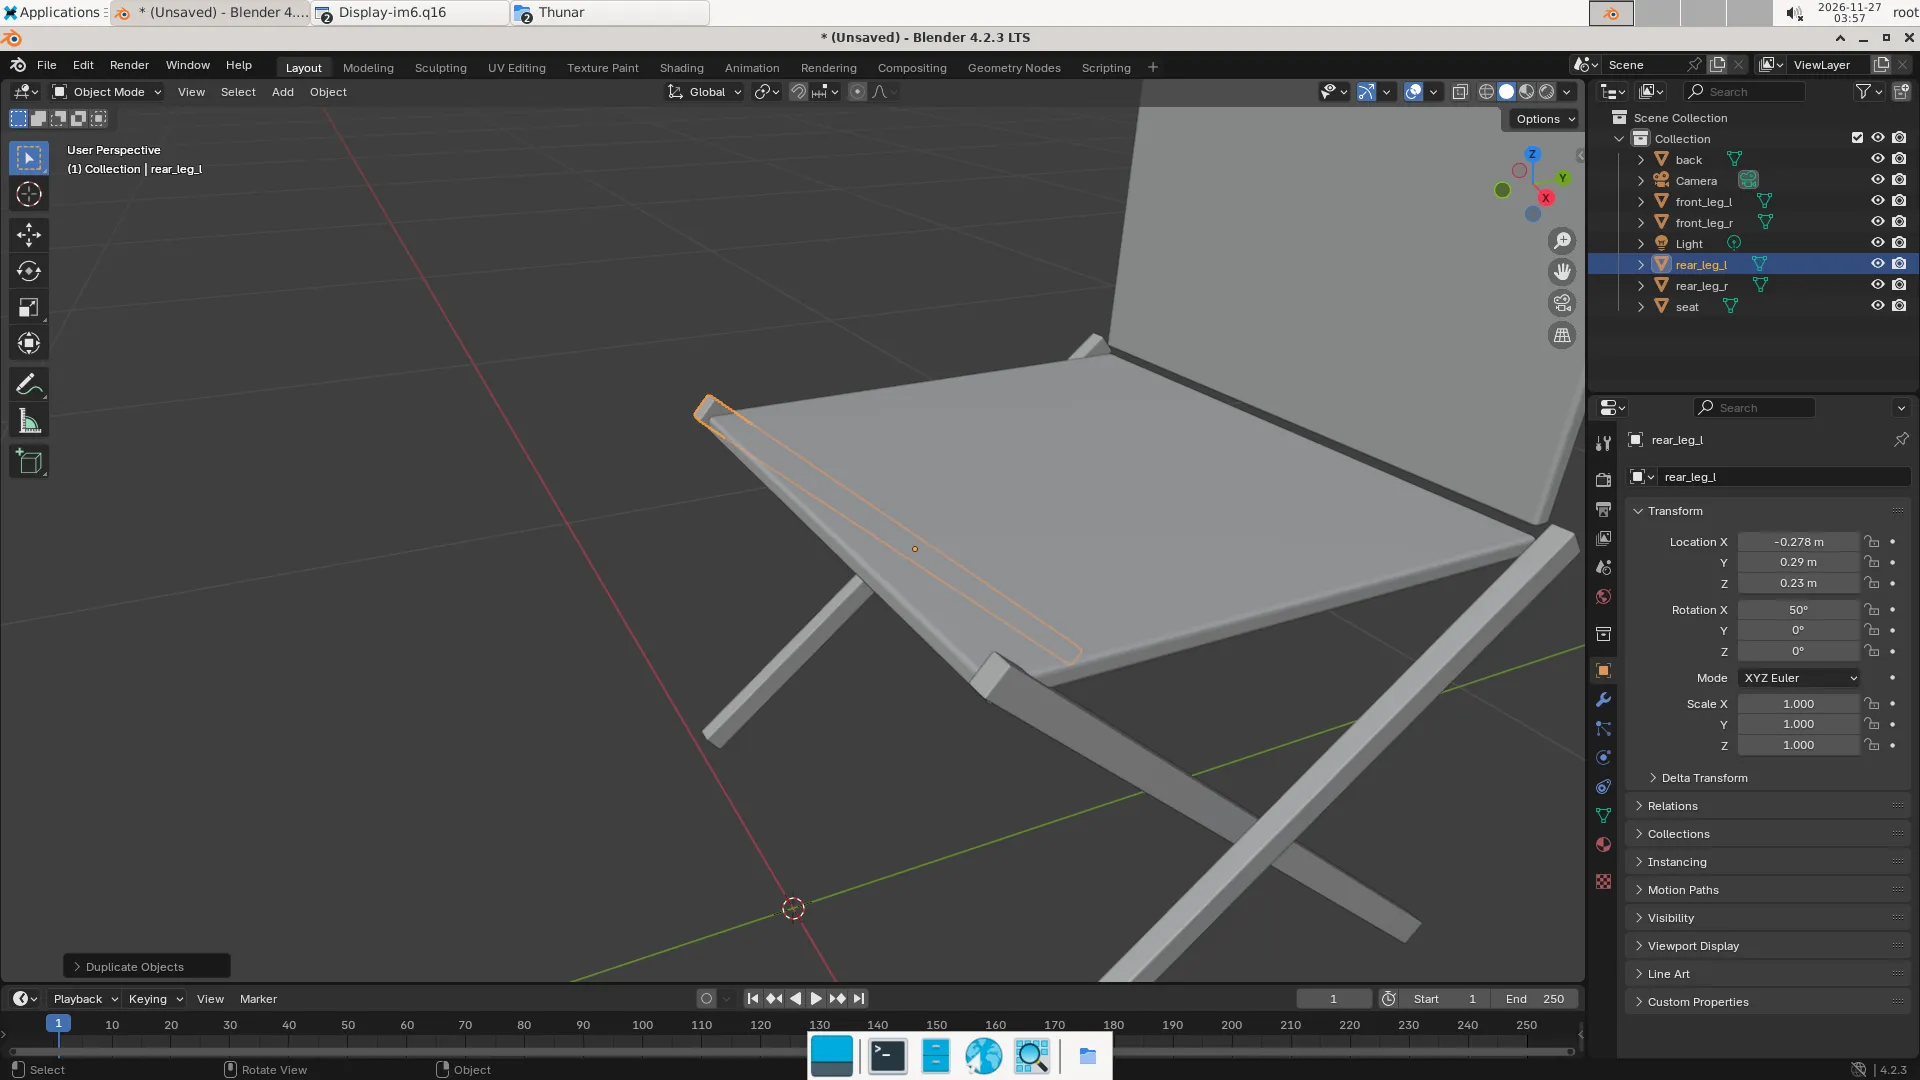 Applications
* (Unsaved) - Blender 4....
2
Display-im6.q16
2
Thunar
2026-11-27
03:57
root
* (Unsaved) - Blender 4.2.3 LTS
File
Edit
Render
Window
Help
Layout
Modeling
Sculpting
UV Editing
Texture Paint
Shading
Animation
Rendering
Compositing
Geometry Nodes
Scripting
+
Scene
ViewLayer
Object Mode
View
Select
Add
Object
Global
Search
Options
User Perspective
(1) Collection | rear_leg_l
Z
Y
X
Scene Collection
Collection
back
Camera
front_leg_l
front_leg_r
Light
rear_leg_l
rear_leg_r
seat
Search
rear_leg_l
rear_leg_l
Transform
Location X
-0.278 m
Y
0.29 m
Z
0.23 m
Rotation X
50°
Y
0°
Z
0°
Mode
XYZ Euler
Scale X
1.000
Y
1.000
Z
1.000
Delta Transform
Relations
Collections
Instancing
Motion Paths
Visibility
Viewport Display
Line Art
Custom Properties
Duplicate Objects
Playback
Keying
View
Marker
1
Start
1
End
250
1
10
20
30
40
50
60
70
80
90
100
110
120
130
140
150
160
170
180
190
200
210
220
230
240
250
Select
Rotate View
Object
4.2.3